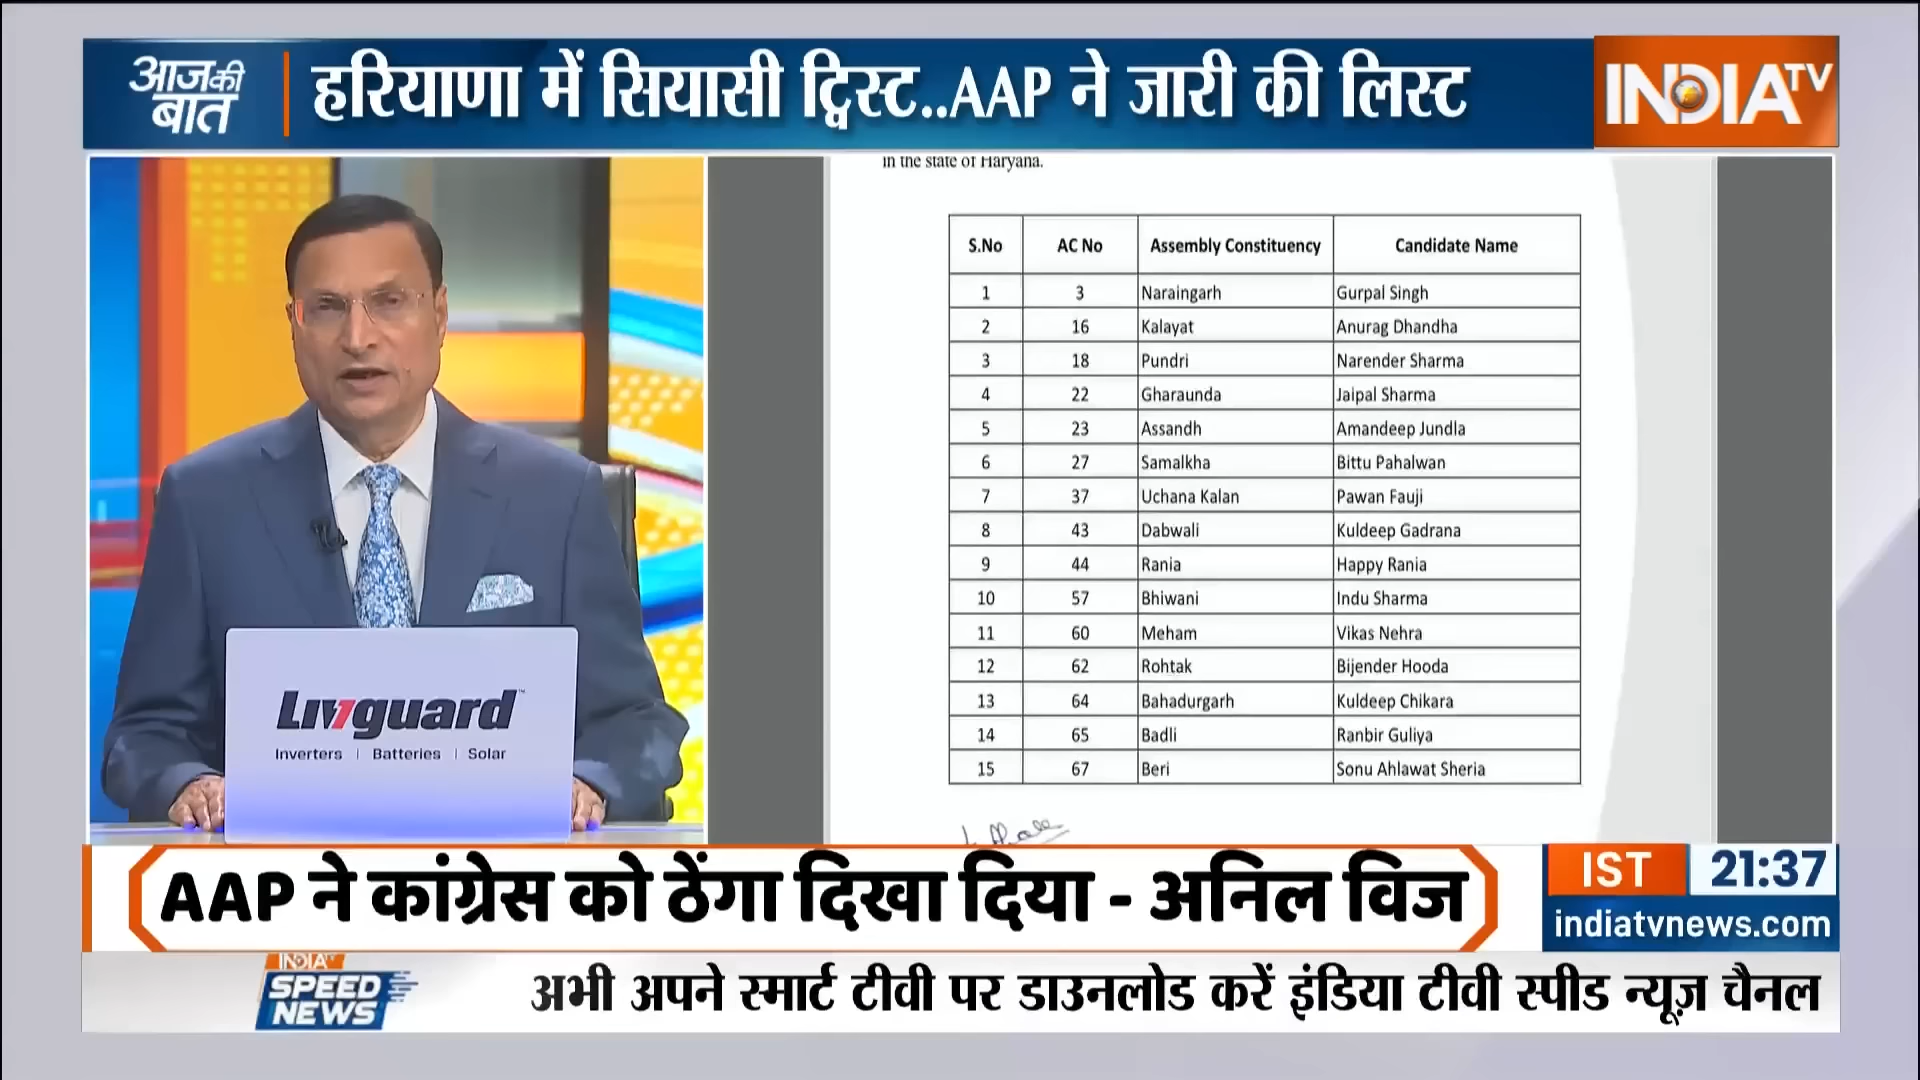 आज की
बात
हरियाणा में सियासी ट्विस्ट..AAP ने जारी की लिस्ट
INDIA TV
in the state of Haryana.
S.No AC No Assembly Constituency Candidate Name
1 3 Naraingarh Gurpal Singh
2 16 Kalayat Anurag Dhandha
3 18 Pundri Narender Sharma
4 22 Gharaunda Jaipal Sharma
5 23 Assandh Amandeep Jundla
6 27 Samalkha Bittu Pahalwan
7 37 Uchana Kalan Pawan Fauji
8 43 Dabwali Kuldeep Gadrana
9 44 Rania Happy Rania
10 57 Bhiwani Indu Sharma
11 60 Meham Vikas Nehra
12 62 Rohtak Bijender Hooda
13 64 Bahadurgarh Kuldeep Chikara
14 65 Badli Ranbir Guliya
15 67 Beri Sonu Ahlawat Sheria
Livguard™
Inverters | Batteries | Solar
AAP ने कांग्रेस को ठेंगा दिखा दिया - अनिल विज
IST 21:37
indiatvnews.com
INDIA TV
SPEED
NEWS
अभी अपने स्मार्ट टीवी पर डाउनलोड करें इंडिया टीवी स्पीड न्यूज़ चैनल